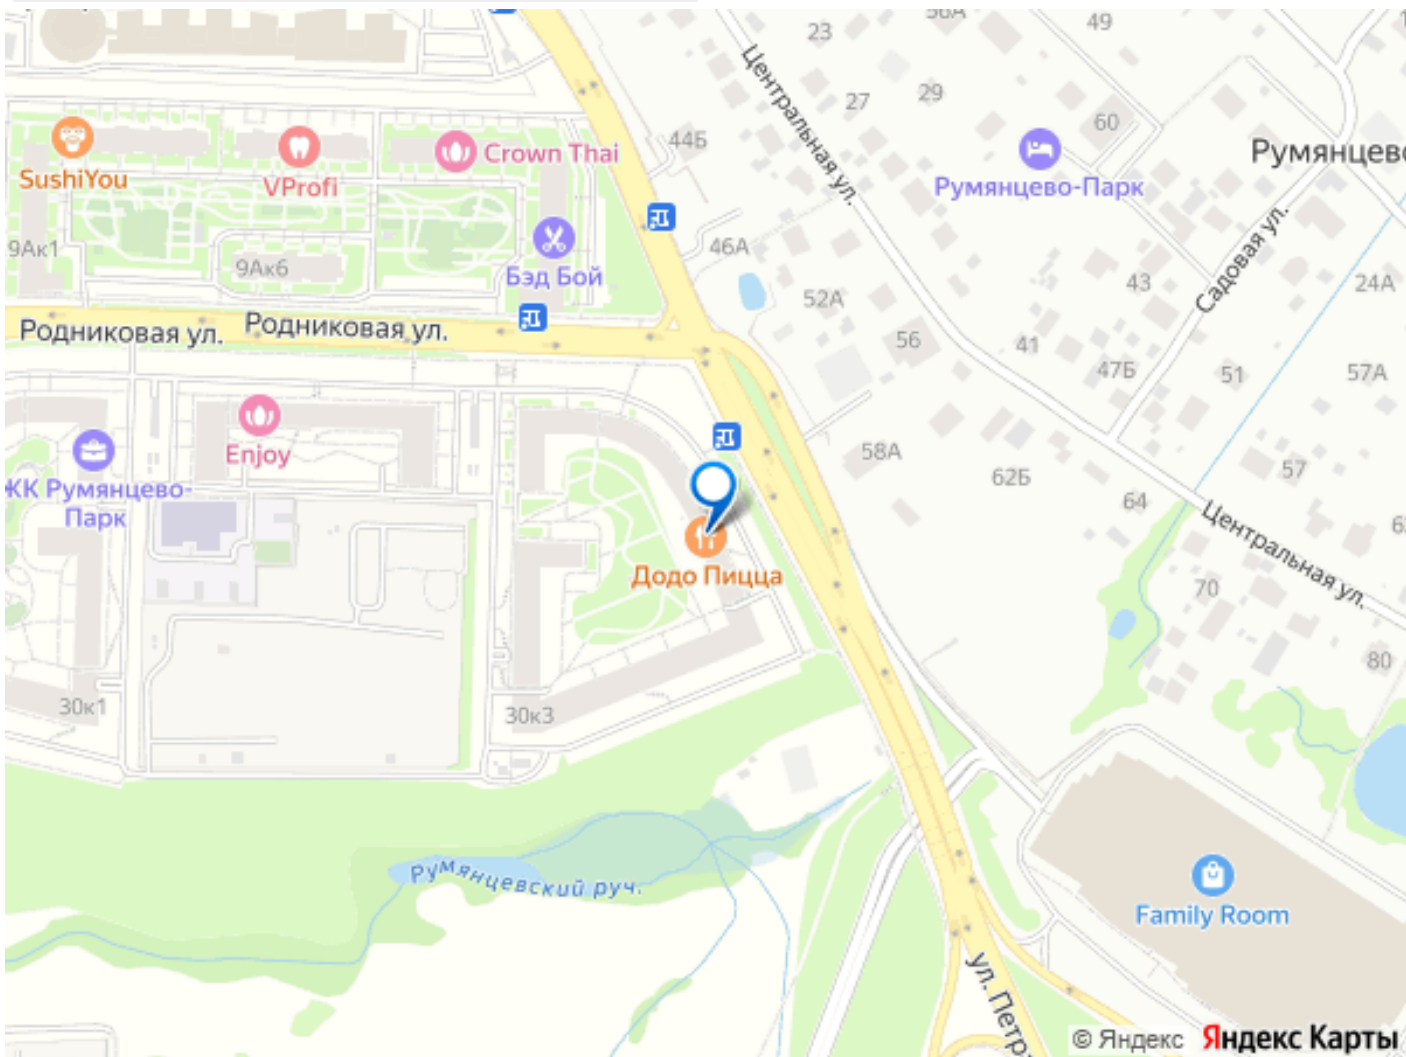 23
49
Центральная ул.
27
29
60
44Б
Crown Thai
SushiYou
VProfi
Румянцево-Парк
Румянцево
9Ак1
9Ак6
Бэд Бой
46А
52А
43
Садовая ул.
24А
Родниковая ул.
Родниковая ул.
56
41
47Б
51
57А
Enjoy
ЖК Румянцево-
Парк
58А
62Б
64
57
Центральная ул.
Додо Пицца
70
80
30к1
30к3
Румянцевский руч.
Family Room
ул. Петр
© Яндекс Яндекс Карты